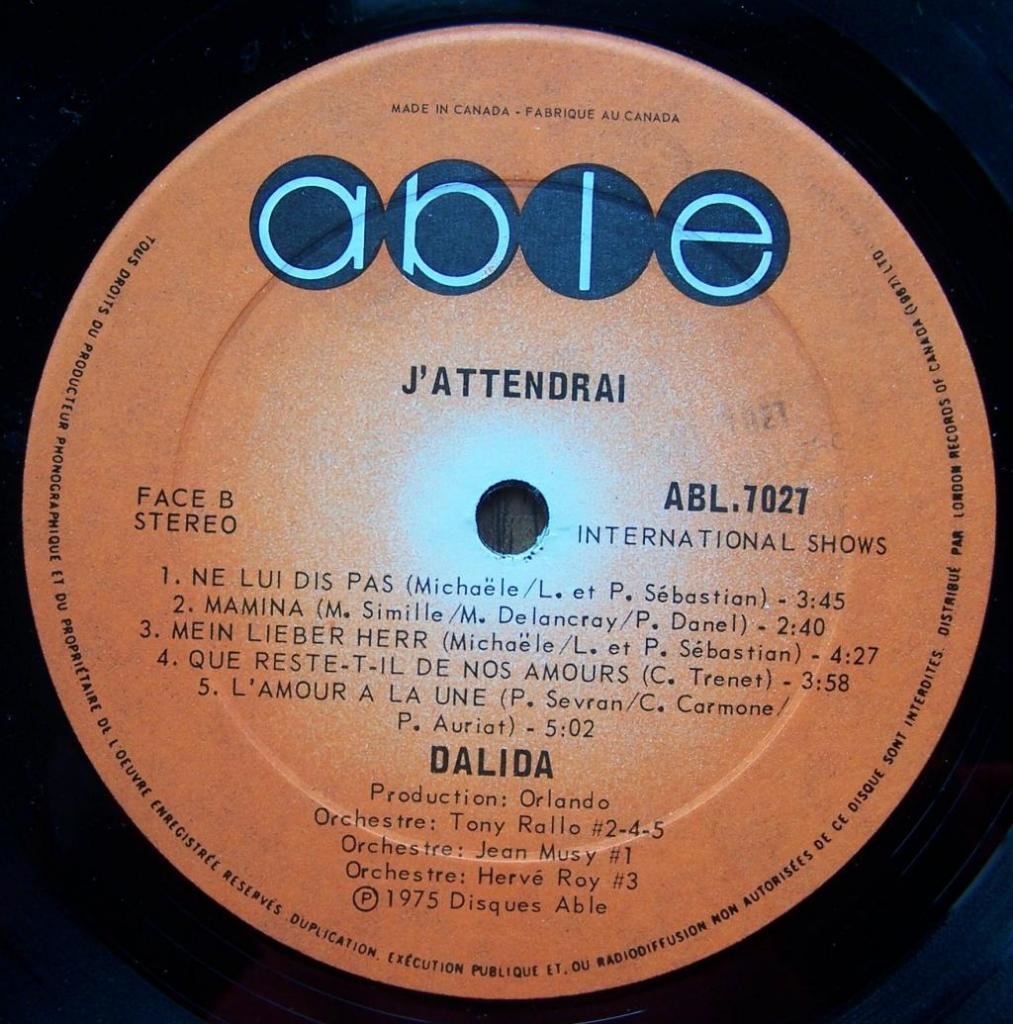 MADE IN CANADA - FABRIQUE AU CANADA
able
J'ATTENDRAI
FACE B
STEREO
ABL.7027
INTERNATIONAL SHOWS
1. NE LUI DIS PAS (Michaële/L. et P. Sébastian) - 3:45
2. MAMINA (M. Simille/M. Delancray/P. Danel) - 2:40
3. MEIN LIEBER HERR (Michaële/L. et P. Sébastian) - 4:27
4. QUE RESTE-T-IL DE NOS AMOURS (C. Trenet) - 3:58
5. L'AMOUR A LA UNE (P. Sevran/C. Carmone/
P. Auriat) - 5:02
DALIDA
Production: Orlando
Orchestre: Tony Rallo #2-4-5
Orchestre: Jean Musy #1
Orchestre: Hervé Roy #3
Ⓟ 1975 Disques Able
TOUS DROITS DU PRODUCTEUR PHONOGRAPHIQUE ET DU PROPRIÉTAIRE DE L'OEUVRE ENREGISTRÉE RESERVÉS. DUPLICATION, EXÉCUTION PUBLIQUE ET, OU RADIODIFFUSION NON AUTORISÉES DE CE DISQUE SONT INTERDITES. DISTRIBUÉ PAR LONDON RECORDS OF CANADA (1967) LTD.